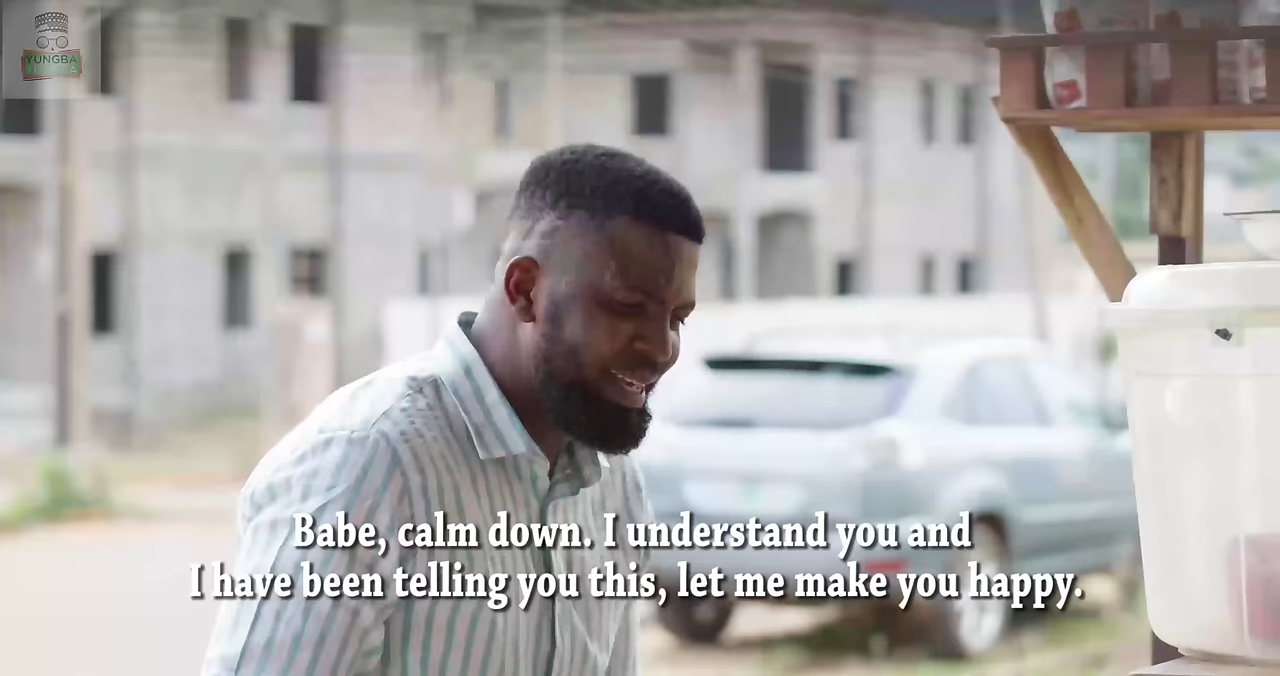 YUNGBA
Babe, calm down. I understand you and
I have been telling you this, let me make you happy.